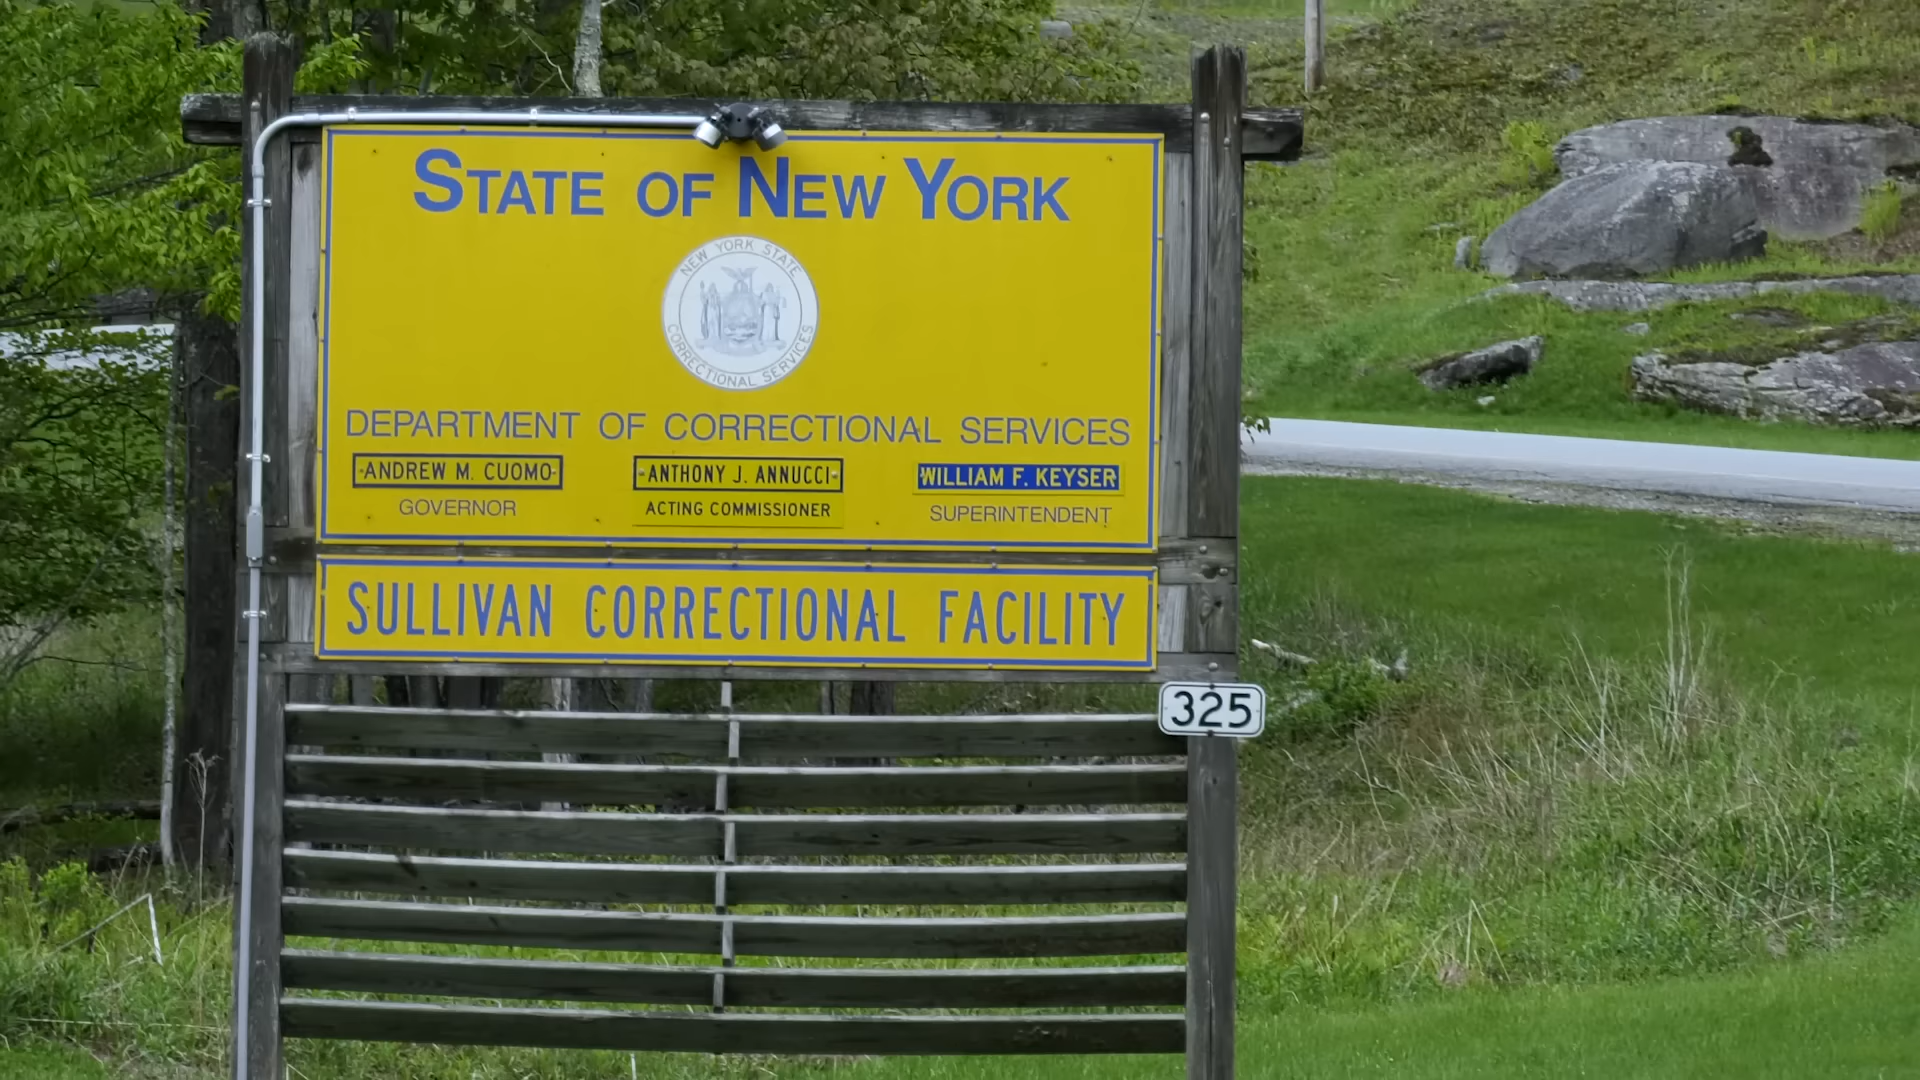 STATE OF NEW YORK
NEW YORK STATE
CORRECTIONAL SERVICES
DEPARTMENT OF CORRECTIONAL SERVICES
ANDREW M. CUOMO ANTHONY J. ANNUCCI WILLIAM F. KEYSER
GOVERNOR ACTING COMMISSIONER SUPERINTENDENT
SULLIVAN CORRECTIONAL FACILITY
325